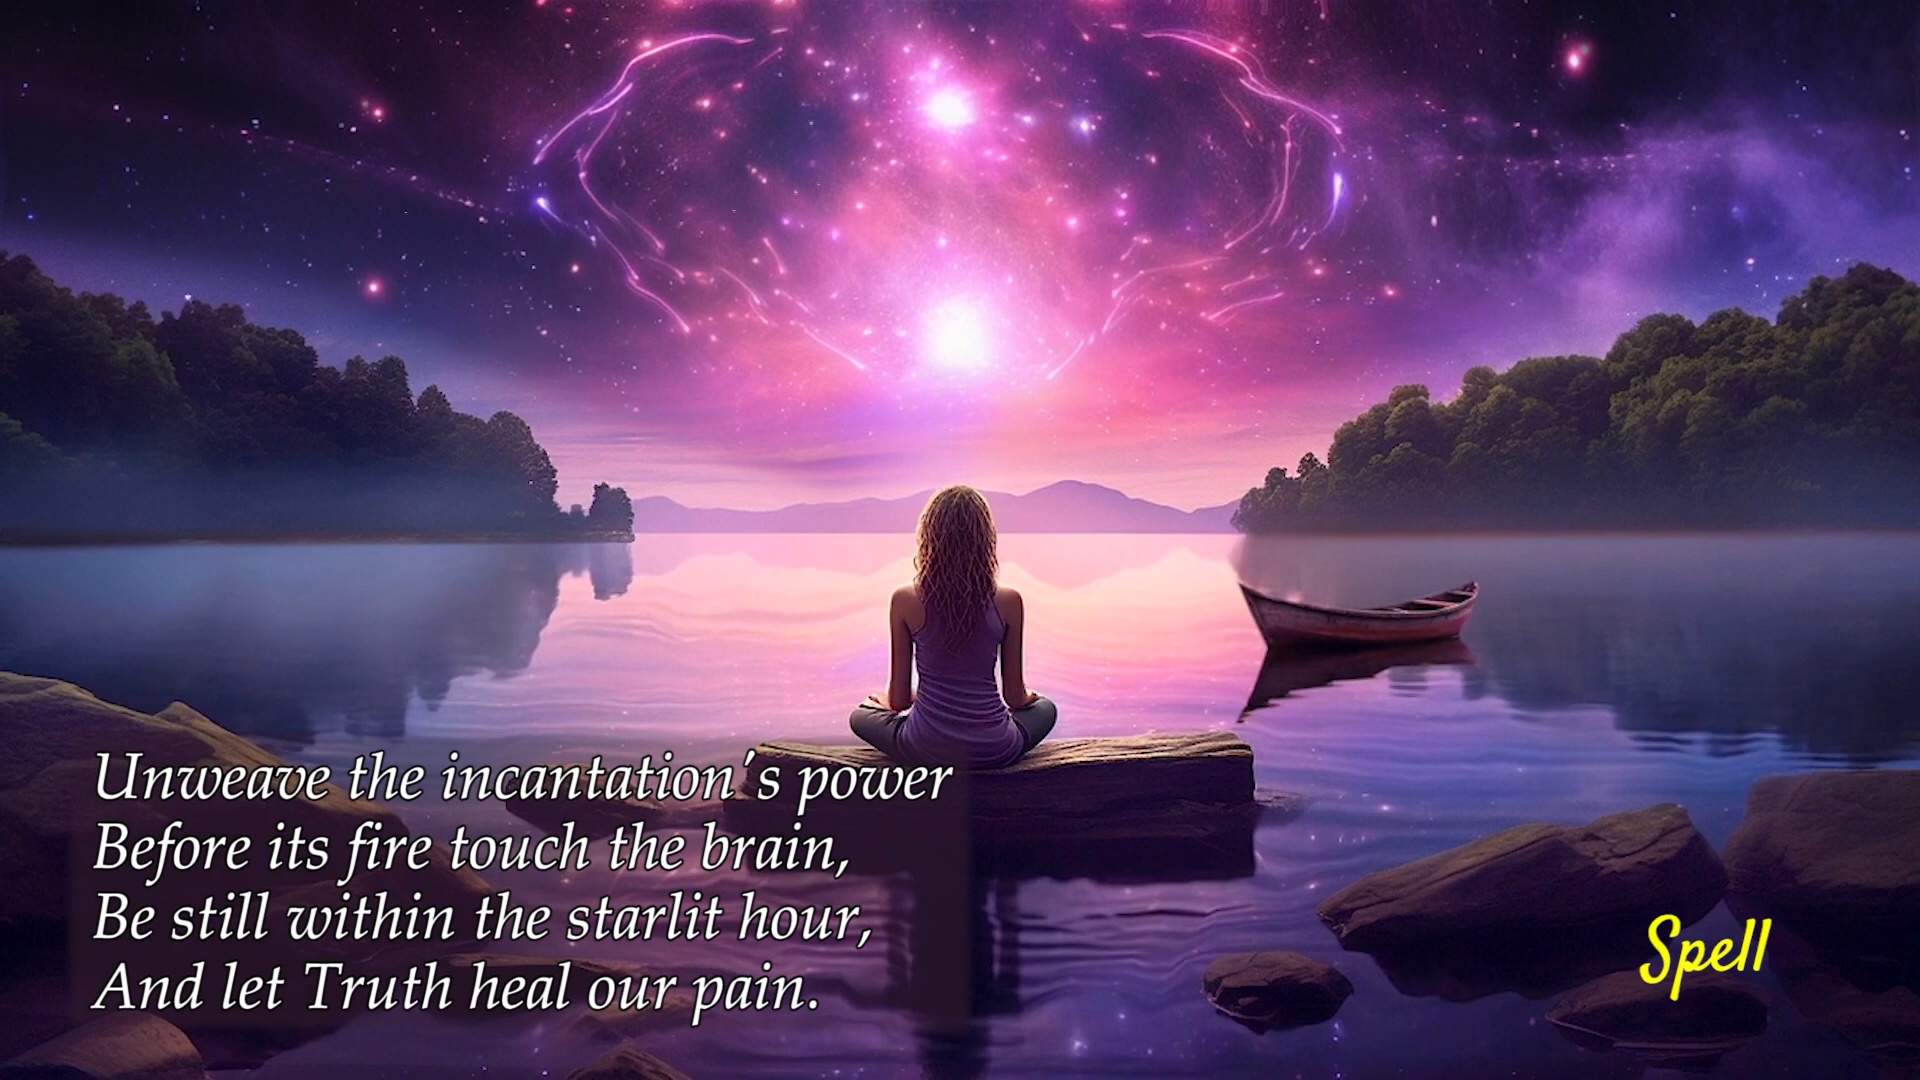 Unweave the incantation's power
Before its fire touch the brain,
Be still within the starlit hour,
And let Truth heal our pain.
Spell